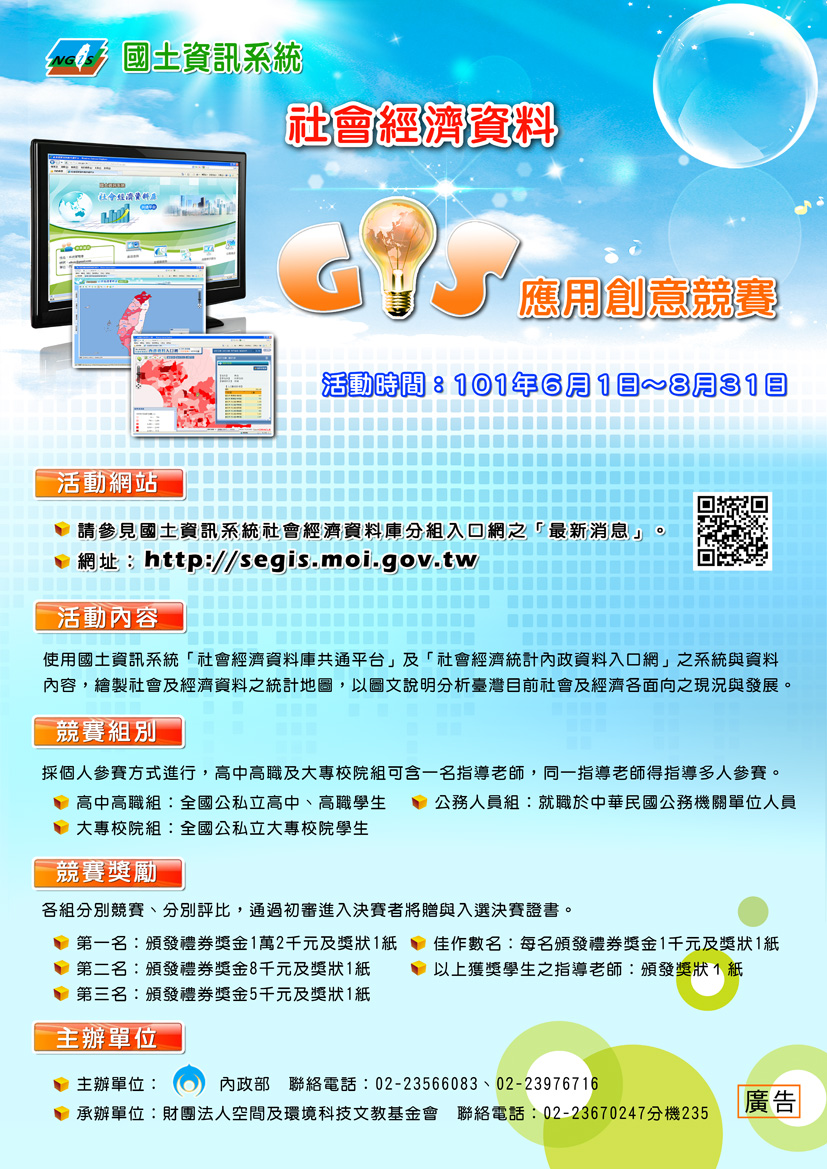 NGIS 國土資訊系統
社會經濟資料
GIS 應用創意競賽
社會經濟資料庫
活動時間：101年6月1日～8月31日
活動網站
請參見國土資訊系統社會經濟資料庫分組入口網之「最新消息」。
網址：http://segis.moi.gov.tw
活動內容
使用國土資訊系統「社會經濟資料庫共通平台」及「社會經濟統計內政資料入口網」之系統與資料
內容，繪製社會及經濟資料之統計地圖，以圖文說明分析臺灣目前社會及經濟各面向之現況與發展。
競賽組別
採個人參賽方式進行，高中高職及大專校院組可含一名指導老師，同一指導老師得指導多人參賽。
高中高職組：全國公私立高中、高職學生 公務人員組：就職於中華民國公務機關單位人員
大專校院組：全國公私立大專校院學生
競賽獎勵
各組分別競賽、分別評比，通過初審進入決賽者將贈與入選決賽證書。
第一名：頒發禮券獎金1萬2千元及獎狀1紙 佳作數名：每名頒發禮券獎金1千元及獎狀1紙
第二名：頒發禮券獎金8千元及獎狀1紙 以上獲獎學生之指導老師：頒發獎狀1紙
第三名：頒發禮券獎金5千元及獎狀1紙
主辦單位
主辦單位： 內政部 聯絡電話：02-23566083、02-23976716
承辦單位：財團法人空間及環境科技文教基金會 聯絡電話：02-23670247分機235
廣告